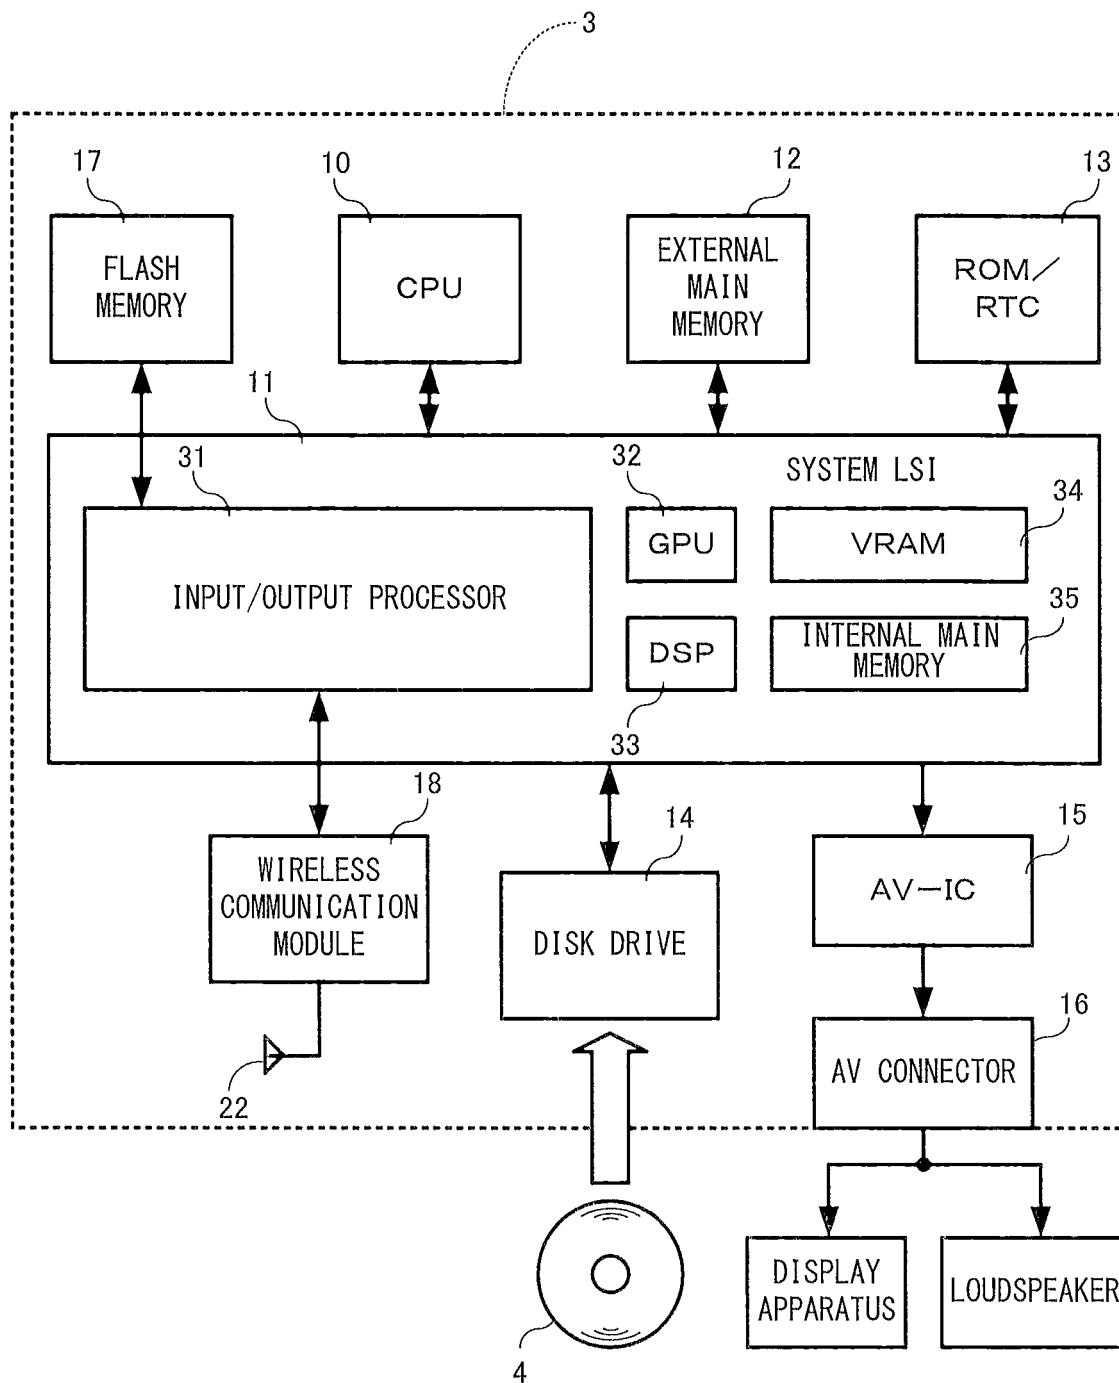 3
17
10
12
13
FLASH
MEMORY
CPU
EXTERNAL
MAIN
MEMORY
ROM/
RTC
11
31
32
SYSTEM LSI
34
INPUT/OUTPUT PROCESSOR
GPU
VRAM
35
DSP
INTERNAL MAIN
MEMORY
33
18
14
15
WIRELESS
COMMUNICATION
MODULE
DISK DRIVE
AV-IC
16
22
AV CONNECTOR
4
DISPLAY
APPARATUS
LOUDSPEAKER